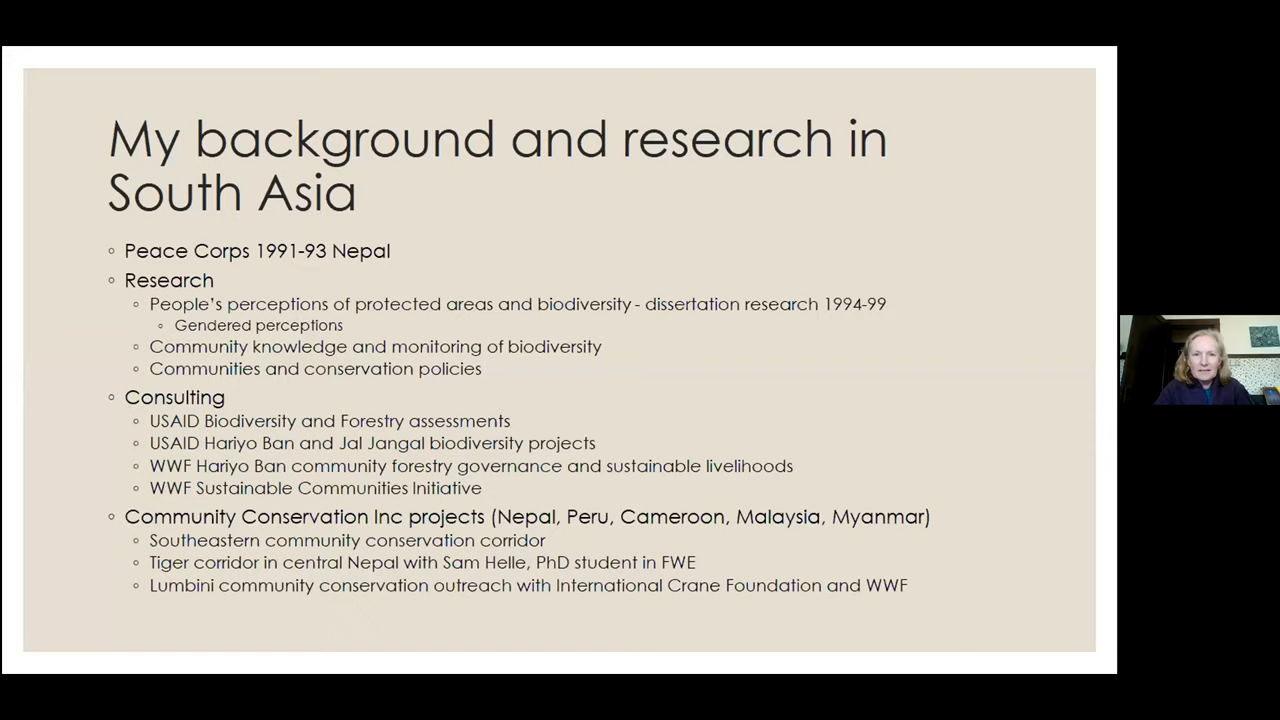 My background and research in
South Asia
◦ Peace Corps 1991-93 Nepal
◦ Research
◦ People's perceptions of protected areas and biodiversity - dissertation research 1994-99
◦ Gendered perceptions
◦ Community knowledge and monitoring of biodiversity
◦ Communities and conservation policies
◦ Consulting
◦ USAID Biodiversity and Forestry assessments
◦ USAID Hariyo Ban and Jal Jangal biodiversity projects
◦ WWF Hariyo Ban community forestry governance and sustainable livelihoods
◦ WWF Sustainable Communities Initiative
◦ Community Conservation Inc projects (Nepal, Peru, Cameroon, Malaysia, Myanmar)
◦ Southeastern community conservation corridor
◦ Tiger corridor in central Nepal with Sam Helle, PhD student in FWE
◦ Lumbini community conservation outreach with International Crane Foundation and WWF